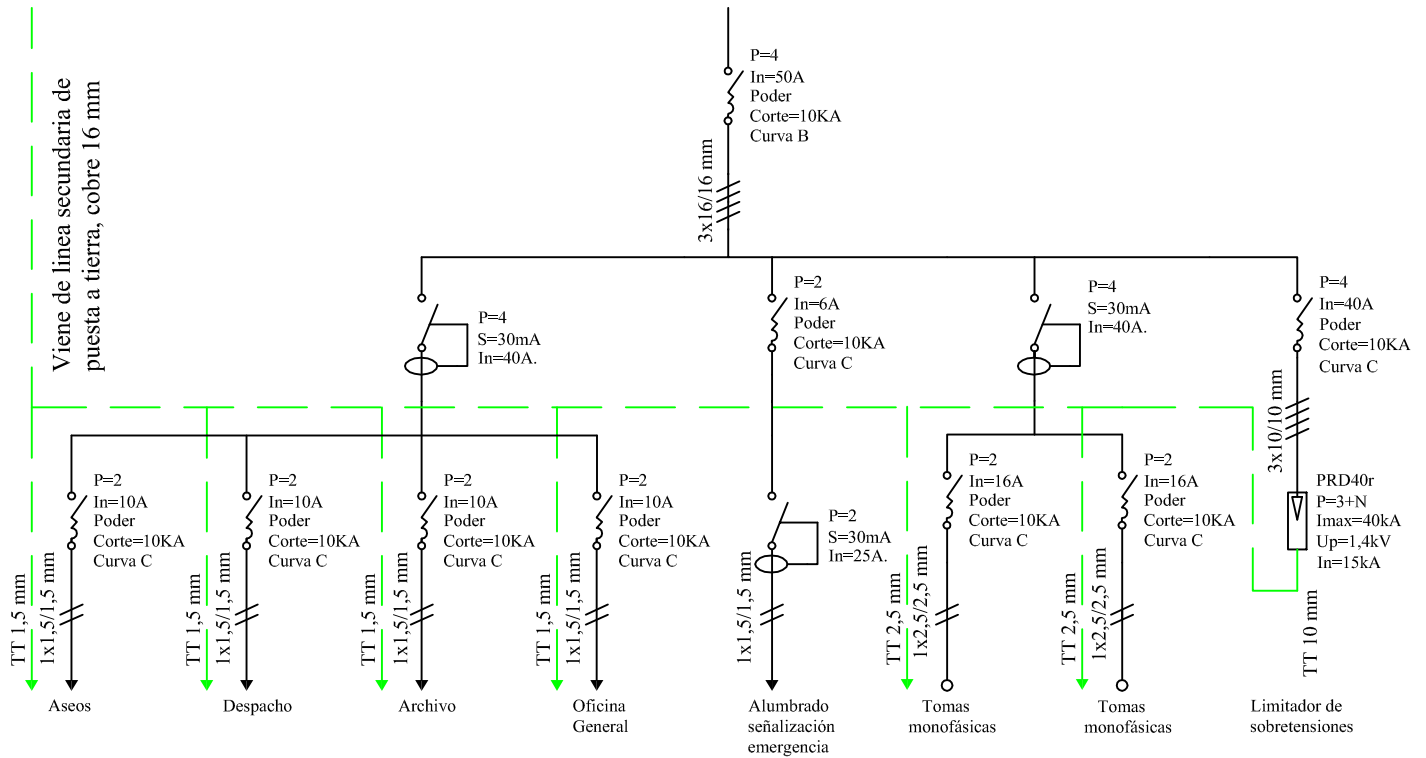 Viene de linea secundaria de
puesta a tierra, cobre 16 mm
P=4
In=50A
Poder
Corte=10KA
Curva B
3x16/16 mm
P=4
S=30mA
In=40A.
P=2
In=6A
Poder
Corte=10KA
Curva C
P=4
S=30mA
In=40A.
P=4
In=40A
Poder
Corte=10KA
Curva C
3x10/10 mm
P=2
In=10A
Poder
Corte=10KA
Curva C
P=2
In=10A
Poder
Corte=10KA
Curva C
P=2
In=10A
Poder
Corte=10KA
Curva C
P=2
In=10A
Poder
Corte=10KA
Curva C
P=2
S=30mA
In=25A.
P=2
In=16A
Poder
Corte=10KA
Curva C
P=2
In=16A
Poder
Corte=10KA
Curva C
PRD40r
P=3+N
Imax=40kA
Up=1,4kV
In=15kA
TT 1,5 mm
1x1,5/1,5 mm
TT 1,5 mm
1x1,5/1,5 mm
TT 1,5 mm
1x1,5/1,5 mm
TT 1,5 mm
1x1,5/1,5 mm
1x1,5/1,5 mm
TT 2,5 mm
1x2,5/2,5 mm
TT 2,5 mm
1x2,5/2,5 mm
TT 10 mm
Aseos
Despacho
Archivo
Oficina
General
Alumbrado
señalización
emergencia
Tomas
monofásicas
Tomas
monofásicas
Limitador de
sobretensiones